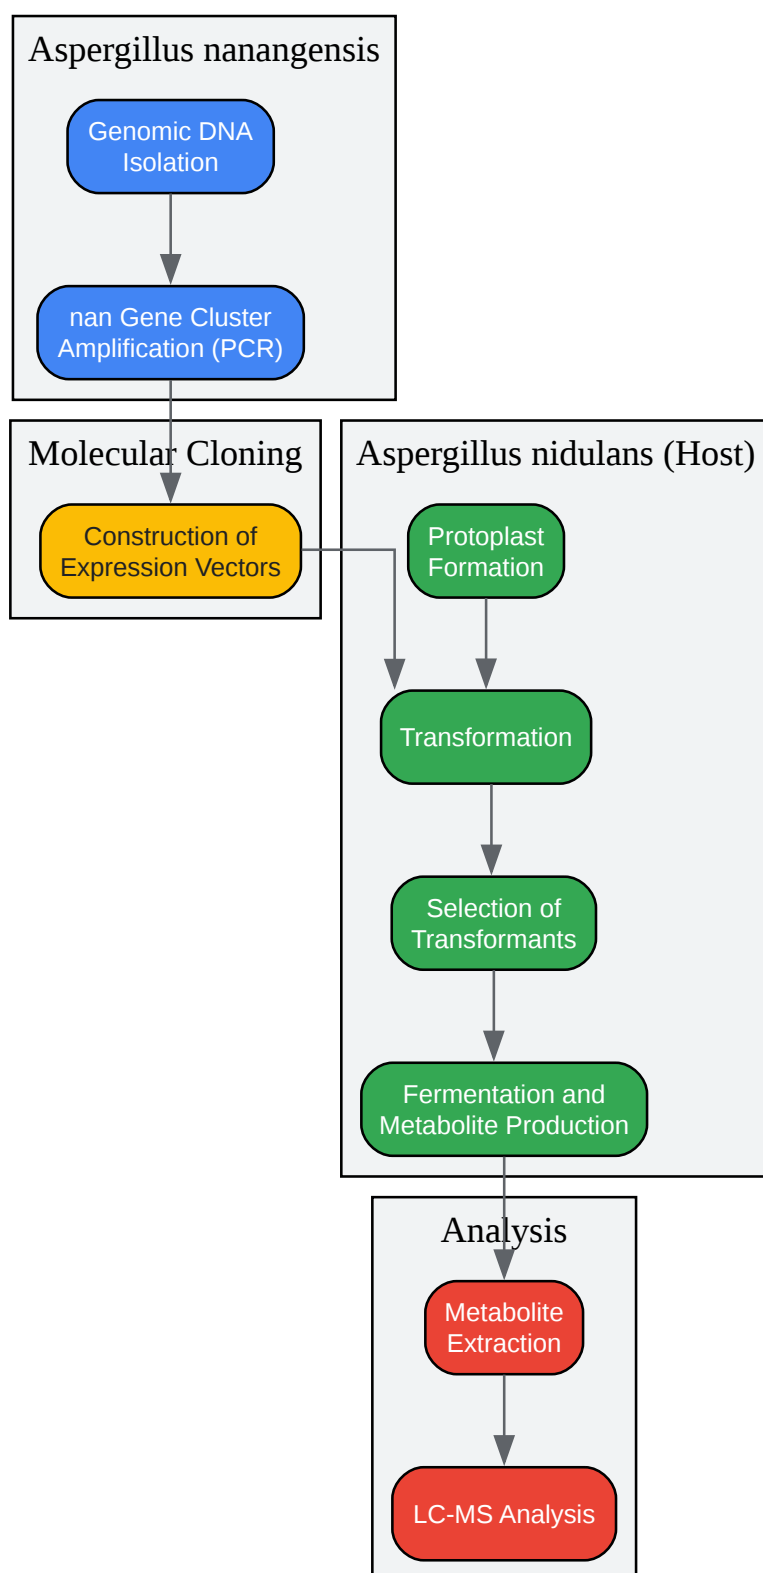 Aspergillus nanangensis
Genomic DNA
Isolation
nan Gene Cluster
Amplification (PCR)
Molecular Cloning
Construction of
Expression Vectors
Aspergillus nidulans (Host)
Protoplast
Formation
Transformation
Selection of
Transformants
Fermentation and
Metabolite Production
Analysis
Metabolite
Extraction
LC-MS Analysis